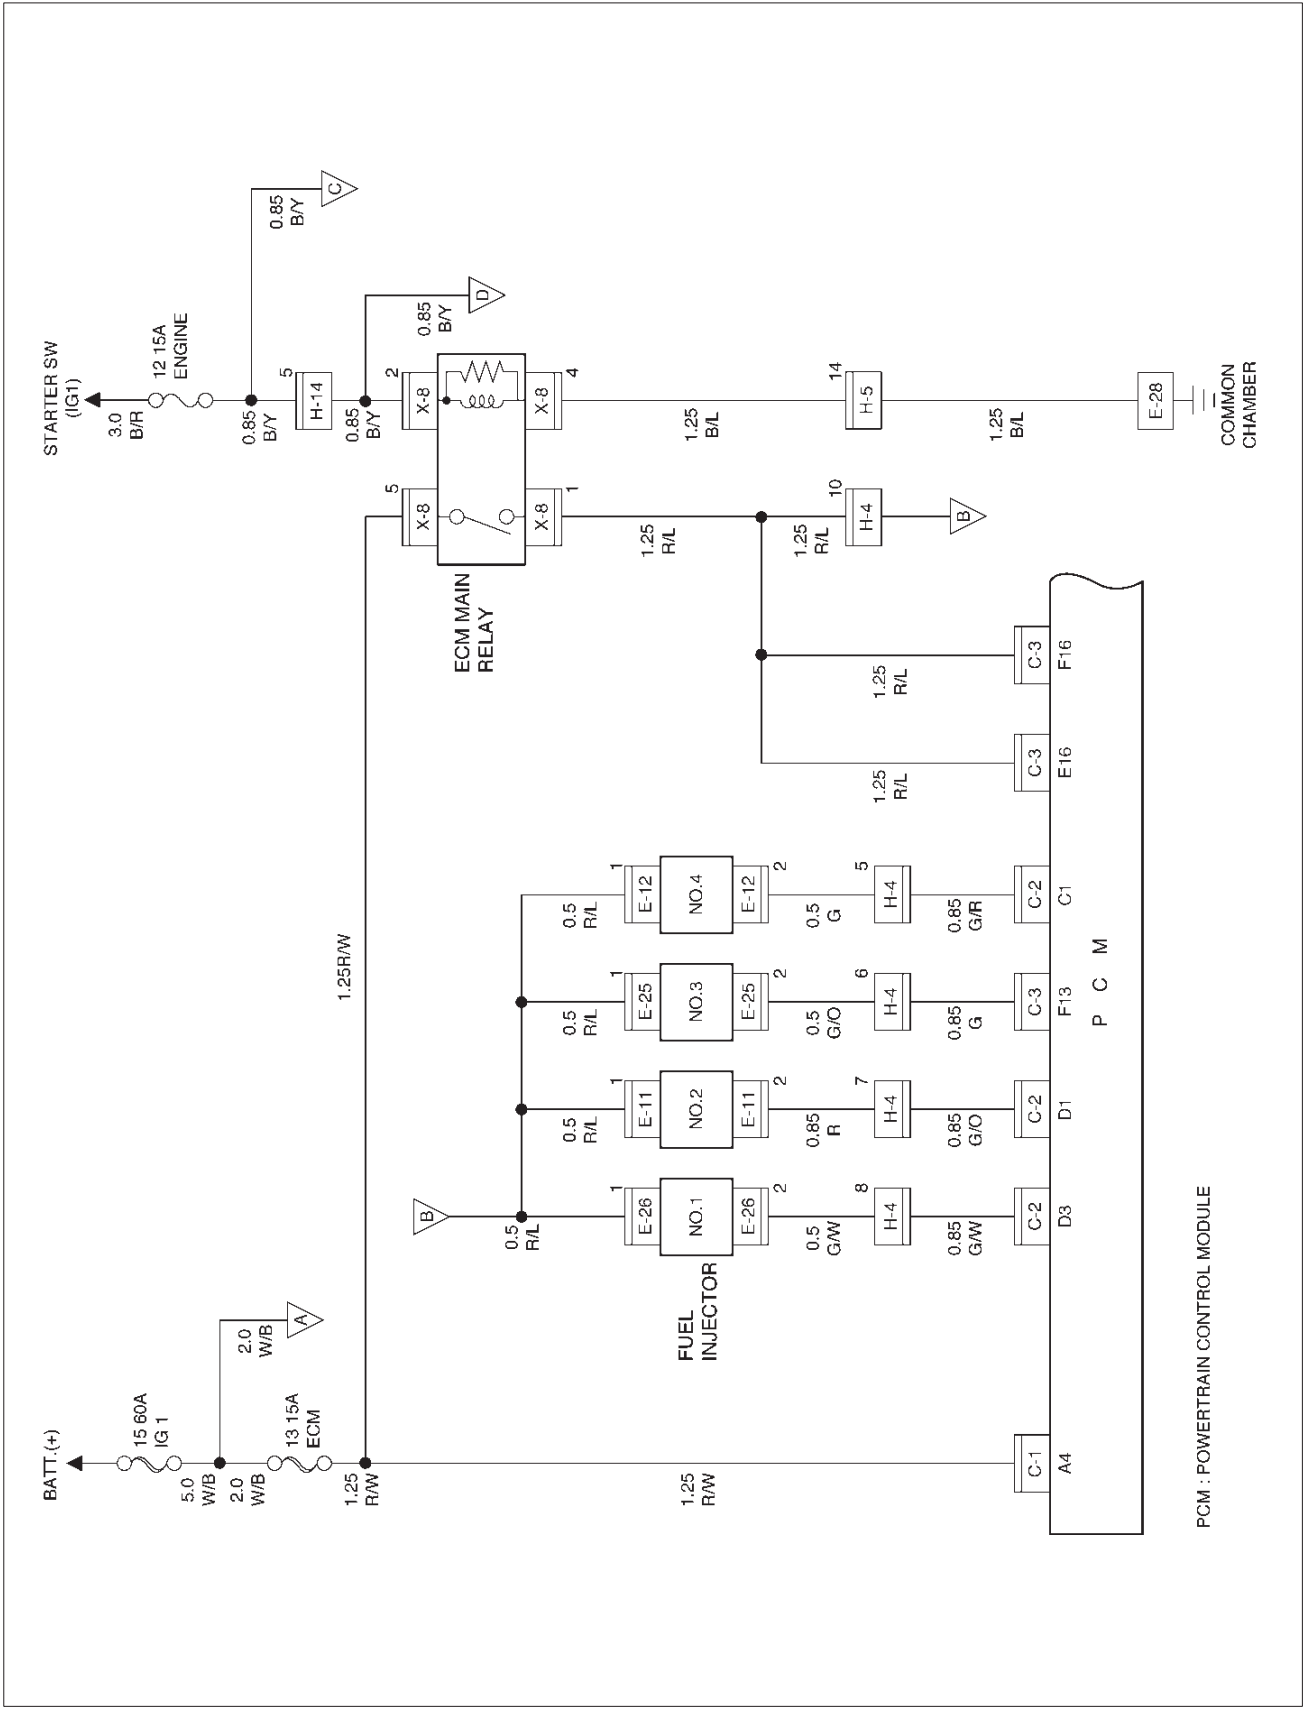 STARTER SW
(IG1)
3.0
B/R
12 15A
ENGINE
0.85
B/Y
C
0.85
B/Y
5
H-14
0.85
B/Y
0.85
B/Y
D
2
X-8
5
X-8
X-8
4
X-8
1
ECM MAIN
RELAY
1.25
B/L
14
H-5
1.25
B/L
E-28
COMMON
CHAMBER
1.25
R/L
1.25
R/L
10
H-4
B
1.25
R/L
C-3
F16
1.25
R/L
C-3
E16
1.25R/W
BATT.(+)
15 60A
IG 1
5.0
W/B
2.0
W/B
A
2.0
W/B
13 15A
ECM
1.25
R/W
1.25
R/W
C-1
A4
B
0.5
R/L
FUEL
INJECTOR
1
E-26
NO.1
E-26
2
0.5
G/W
8
H-4
0.85
G/W
C-2
D3
0.5
R/L
1
E-11
NO.2
E-11
2
0.85
R
7
H-4
0.85
G/O
C-2
D1
0.5
R/L
1
E-25
NO.3
E-25
2
0.5
G/O
6
H-4
0.85
G
C-3
F13
0.5
R/L
1
E-12
NO.4
E-12
2
0.5
G
5
H-4
0.85
G/R
C-2
C1
P C M
PCM : POWERTRAIN CONTROL MODULE